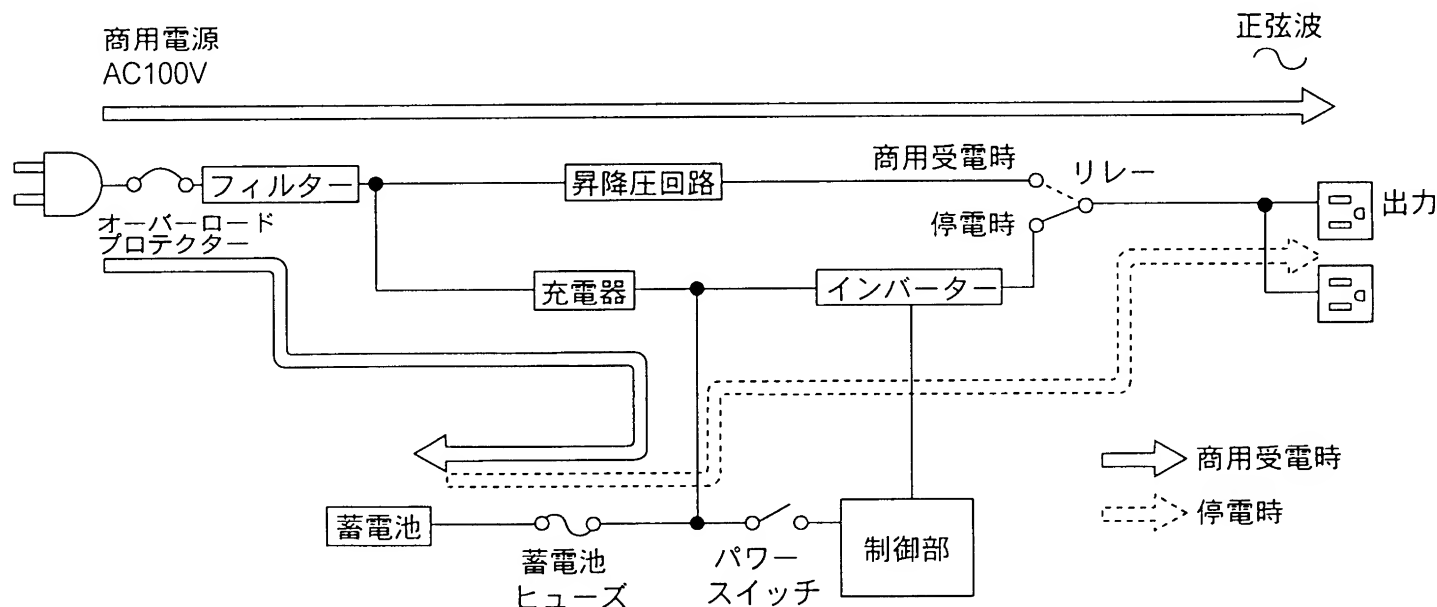 商用電源
AC100V
正弦波
フィルター
昇降圧回路
商用受電時
リレー
停電時
出力
オーバーロード
プロテクター
充電器
インバーター
商用受電時
停電時
蓄電池
蓄電池
ヒューズ
パワー
スイッチ
制御部